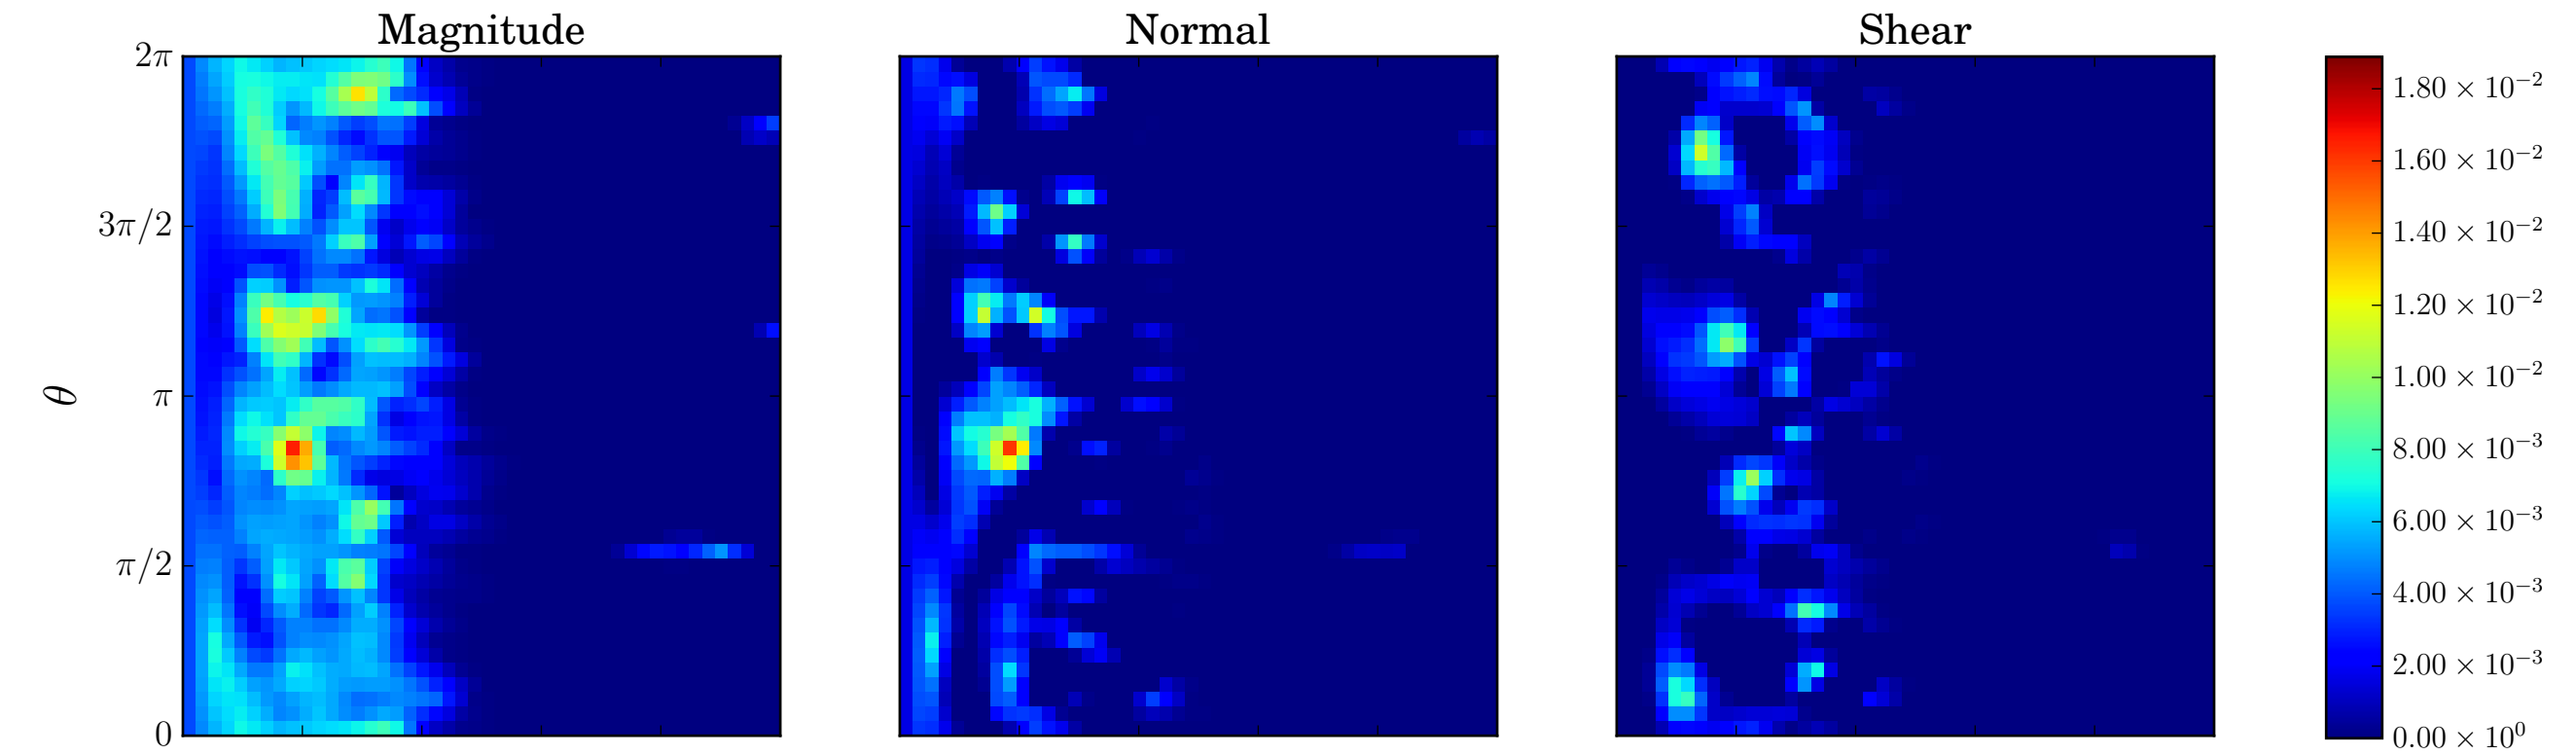 Magnitude
Normal
Shear
2π
3π/2
π
π/2
0
θ
1.80 × 10⁻²
1.60 × 10⁻²
1.40 × 10⁻²
1.20 × 10⁻²
1.00 × 10⁻²
8.00 × 10⁻³
6.00 × 10⁻³
4.00 × 10⁻³
2.00 × 10⁻³
0.00 × 10⁰